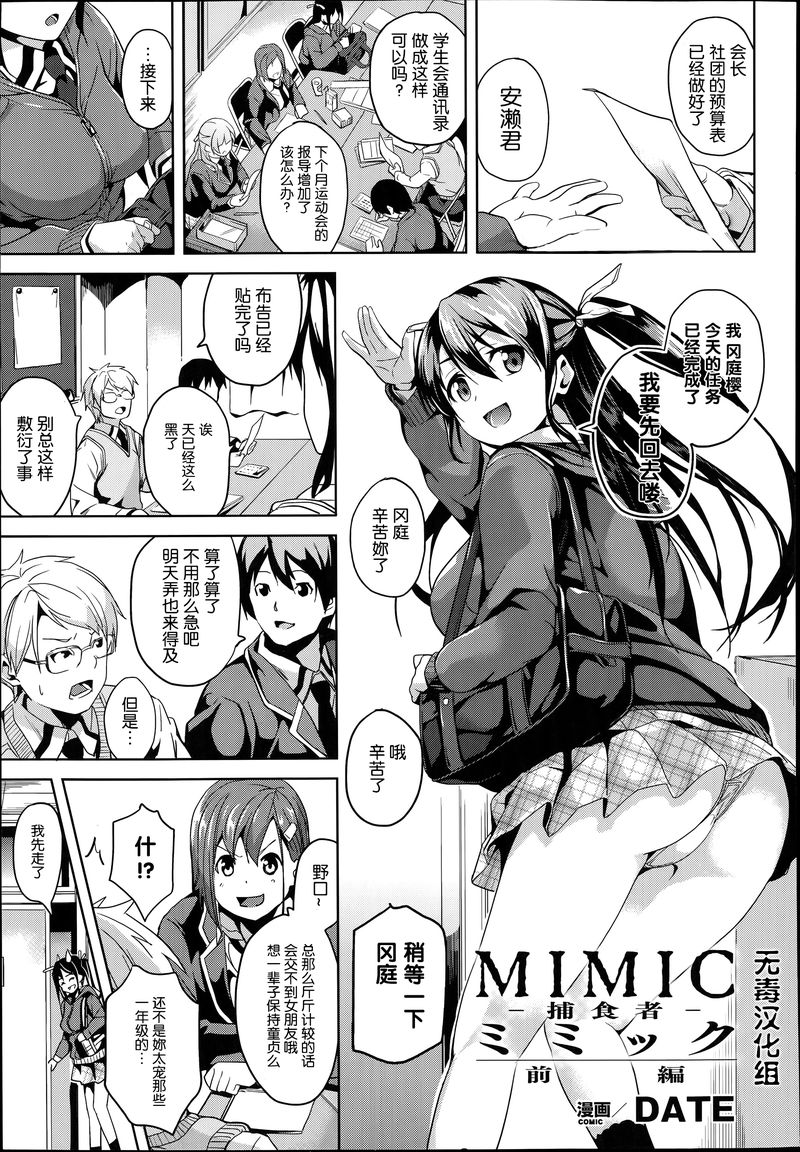 会长
社团的预算表
已经做好了
安濑君
学生会通讯录
做成这样
可以吗？
下个月运动会的
报导增加了
该怎么办？
…接下来
我 冈庭樱
今天的任务
已经完成了
我要先回去喽
冈庭
辛苦妳了
哦
辛苦了
稍等一下
冈庭
布告已经
贴完了吗
诶
天已经这么
黑了
别总这样
敷衍了事
算了算了
不用那么急吧
明天弄也来得及
但是…
野口~
总那么斤斤计较的话
会交不到女朋友哦
想一辈子保持童贞么
什!?
还不是妳太宠那些
一年级的…
我先走了
MIMIC
－捕食者－
ミミック
前 編
漫画
COMIC
DATE
无毒汉化组